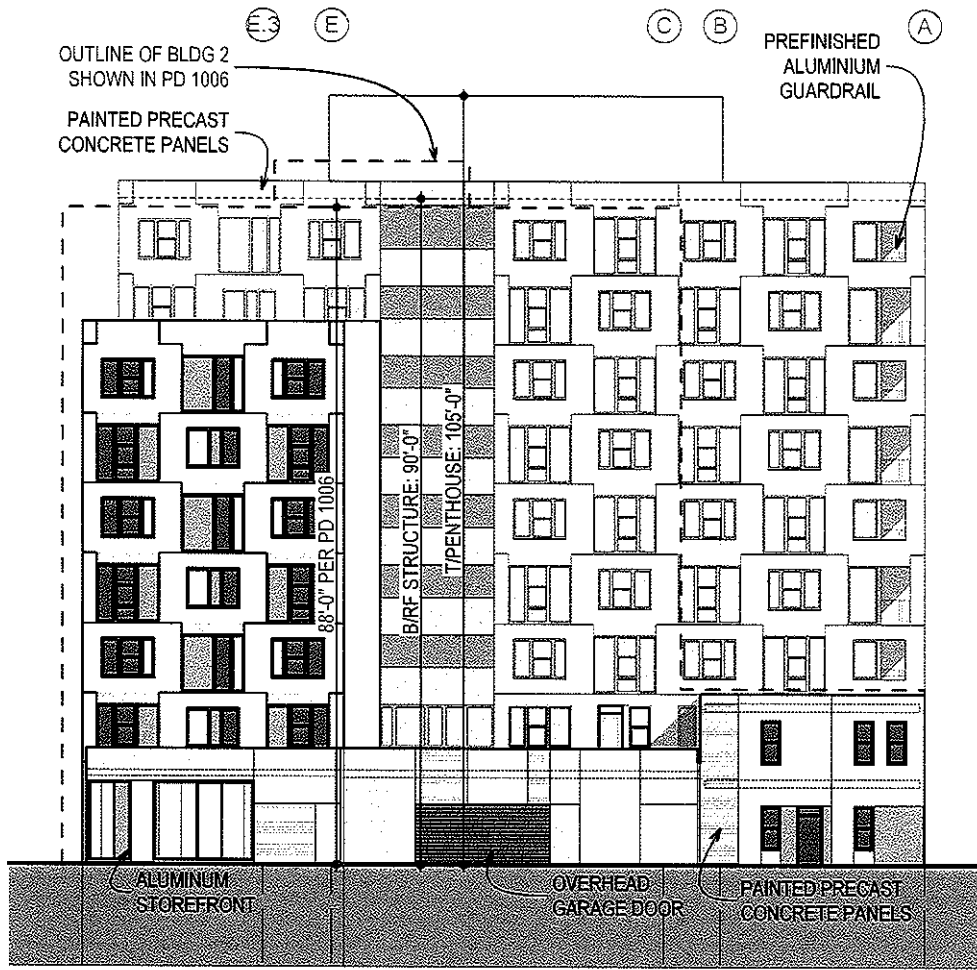 E.3
E
C
B
A
OUTLINE OF BLDG 2
SHOWN IN PD 1006
PREFINISHED
ALUMINIUM
GUARDRAIL
PAINTED PRECAST
CONCRETE PANELS
88'-0" PER PD 1006
B/RF STRUCTURE: 90'-0"
T/PENTHOUSE: 105'-0"
ALUMINUM
STOREFRONT
OVERHEAD
GARAGE DOOR
PAINTED PRECAST
CONCRETE PANELS